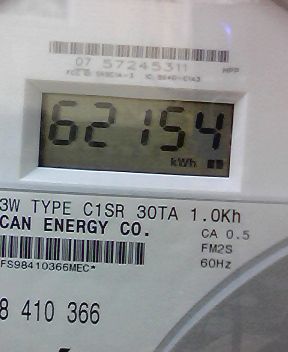 07 57245311
MPP
62154
kWh
3W TYPE C1SR 30TA 1.0Kh
CAN ENERGY CO.
CA 0.5
FM2S
60Hz
FS98410366MEC*
8 410 366